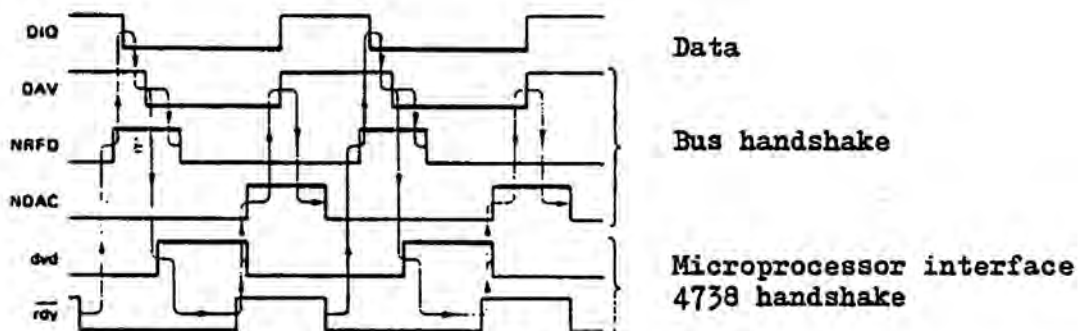 DIO
Data
DAV
NRFD
Bus handshake
NDAC
dvd
Microprocessor interface
rdy
4738 handshake